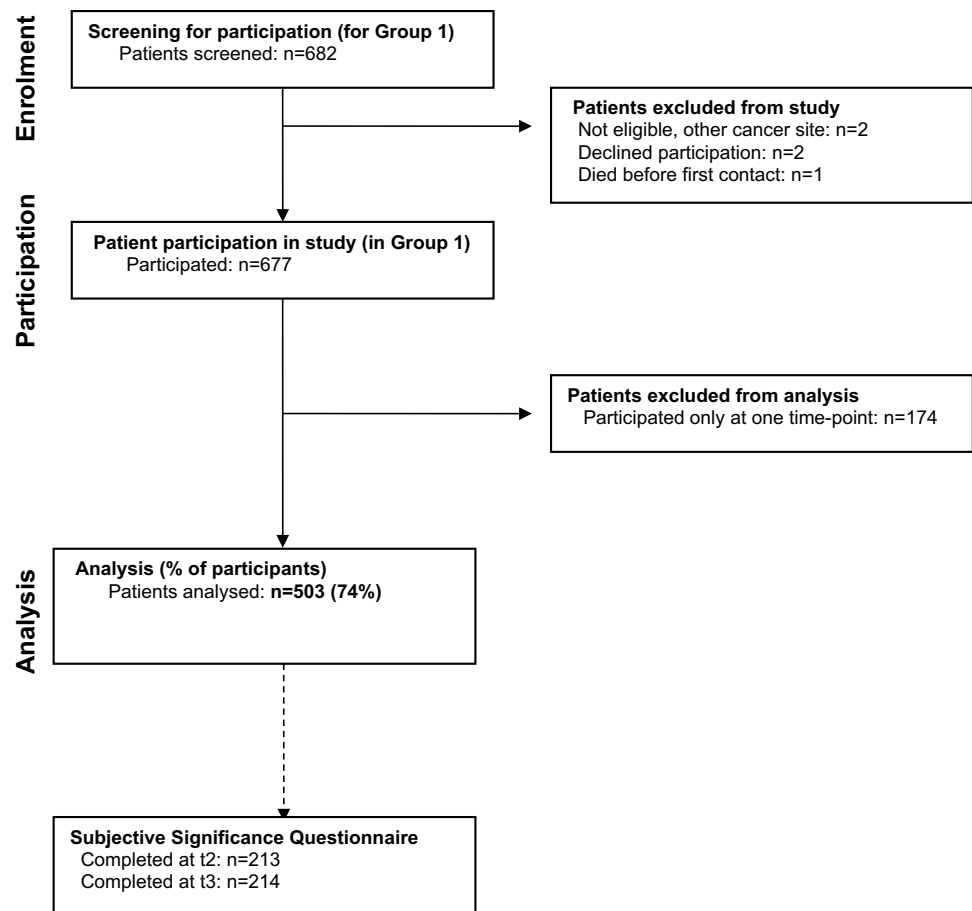 Enrolment
Screening for participation (for Group 1)
Patients screened: n=682
Patients excluded from study
Not eligible, other cancer site: n=2
Declined participation: n=2
Died before first contact: n=1
Participation
Patient participation in study (in Group 1)
Participated: n=677
Patients excluded from analysis
Participated only at one time-point: n=174
Analysis
Analysis (% of participants)
Patients analysed: n=503 (74%)
Subjective Significance Questionnaire
Completed at t2: n=213
Completed at t3: n=214